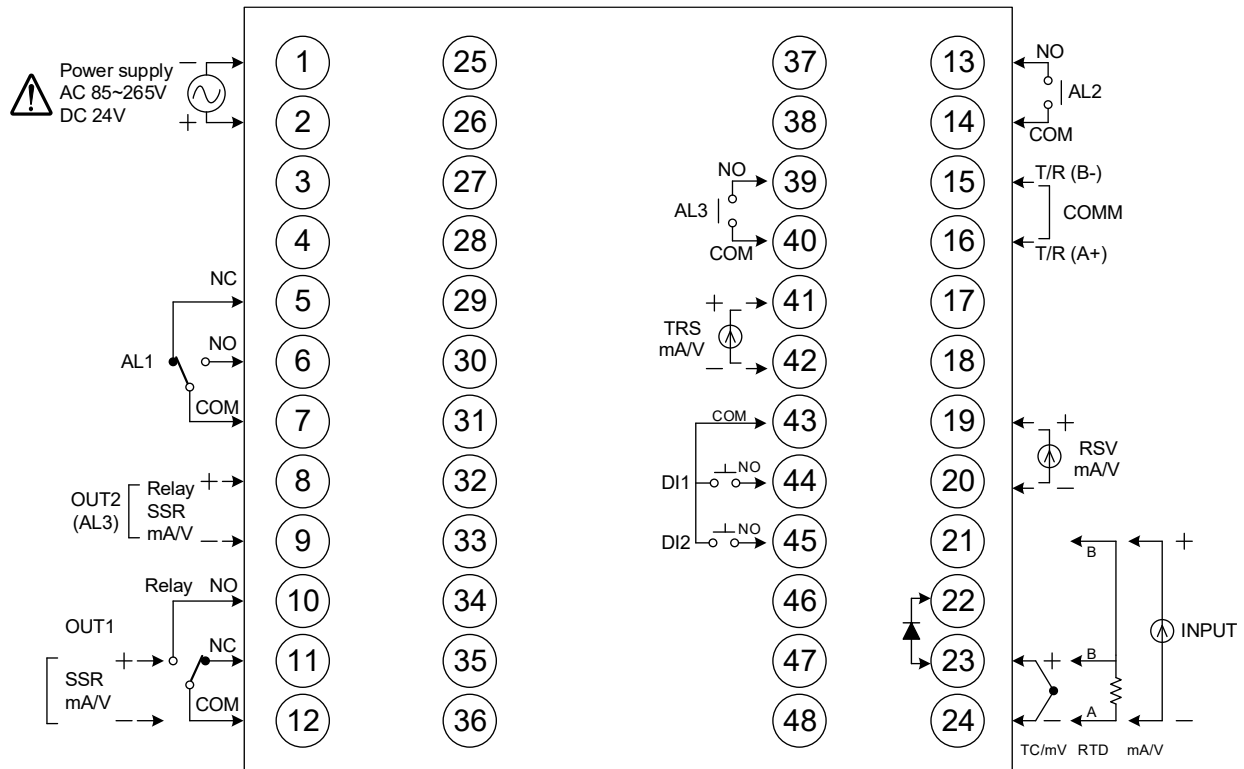 Power supply
AC 85~265V
DC 24V
−
+
1
2
3
4
5
6
7
8
9
10
11
12
NC
NO
AL1
COM
OUT2
(AL3)
Relay
SSR
mA/V
+
−
Relay NO
OUT1
+
NC
SSR
mA/V
COM
−
25
26
27
28
29
30
31
32
33
34
35
36
NO
AL3
COM
+
TRS
mA/V
−
COM
DI1
NO
DI2
NO
37
38
39
40
41
42
43
44
45
46
47
48
13
14
15
16
17
18
19
20
21
22
23
24
NO
AL2
COM
T/R (B-)
COMM
T/R (A+)
+
RSV
mA/V
−
B
+
INPUT
+
B
−
A
−
TC/mV RTD mA/V